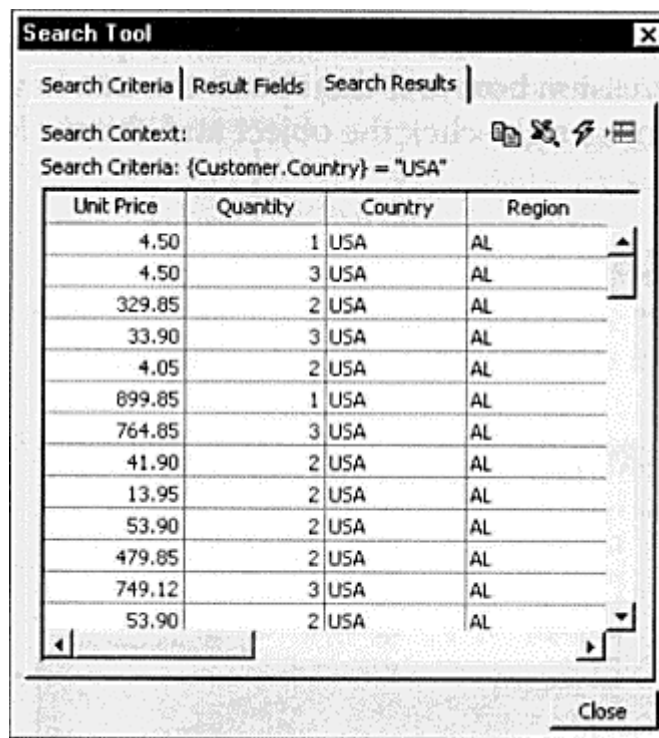 Search Tool
Search Criteria Result Fields Search Results
Search Context:
Search Criteria: {Customer.Country} = "USA"
Unit Price Quantity Country Region
4.50 1 USA AL
4.50 3 USA AL
329.85 2 USA AL
33.90 3 USA AL
4.05 2 USA AL
899.85 1 USA AL
764.85 3 USA AL
41.90 2 USA AL
13.95 2 USA AL
53.90 2 USA AL
479.85 2 USA AL
749.12 3 USA AL
53.90 2 USA AL
Close